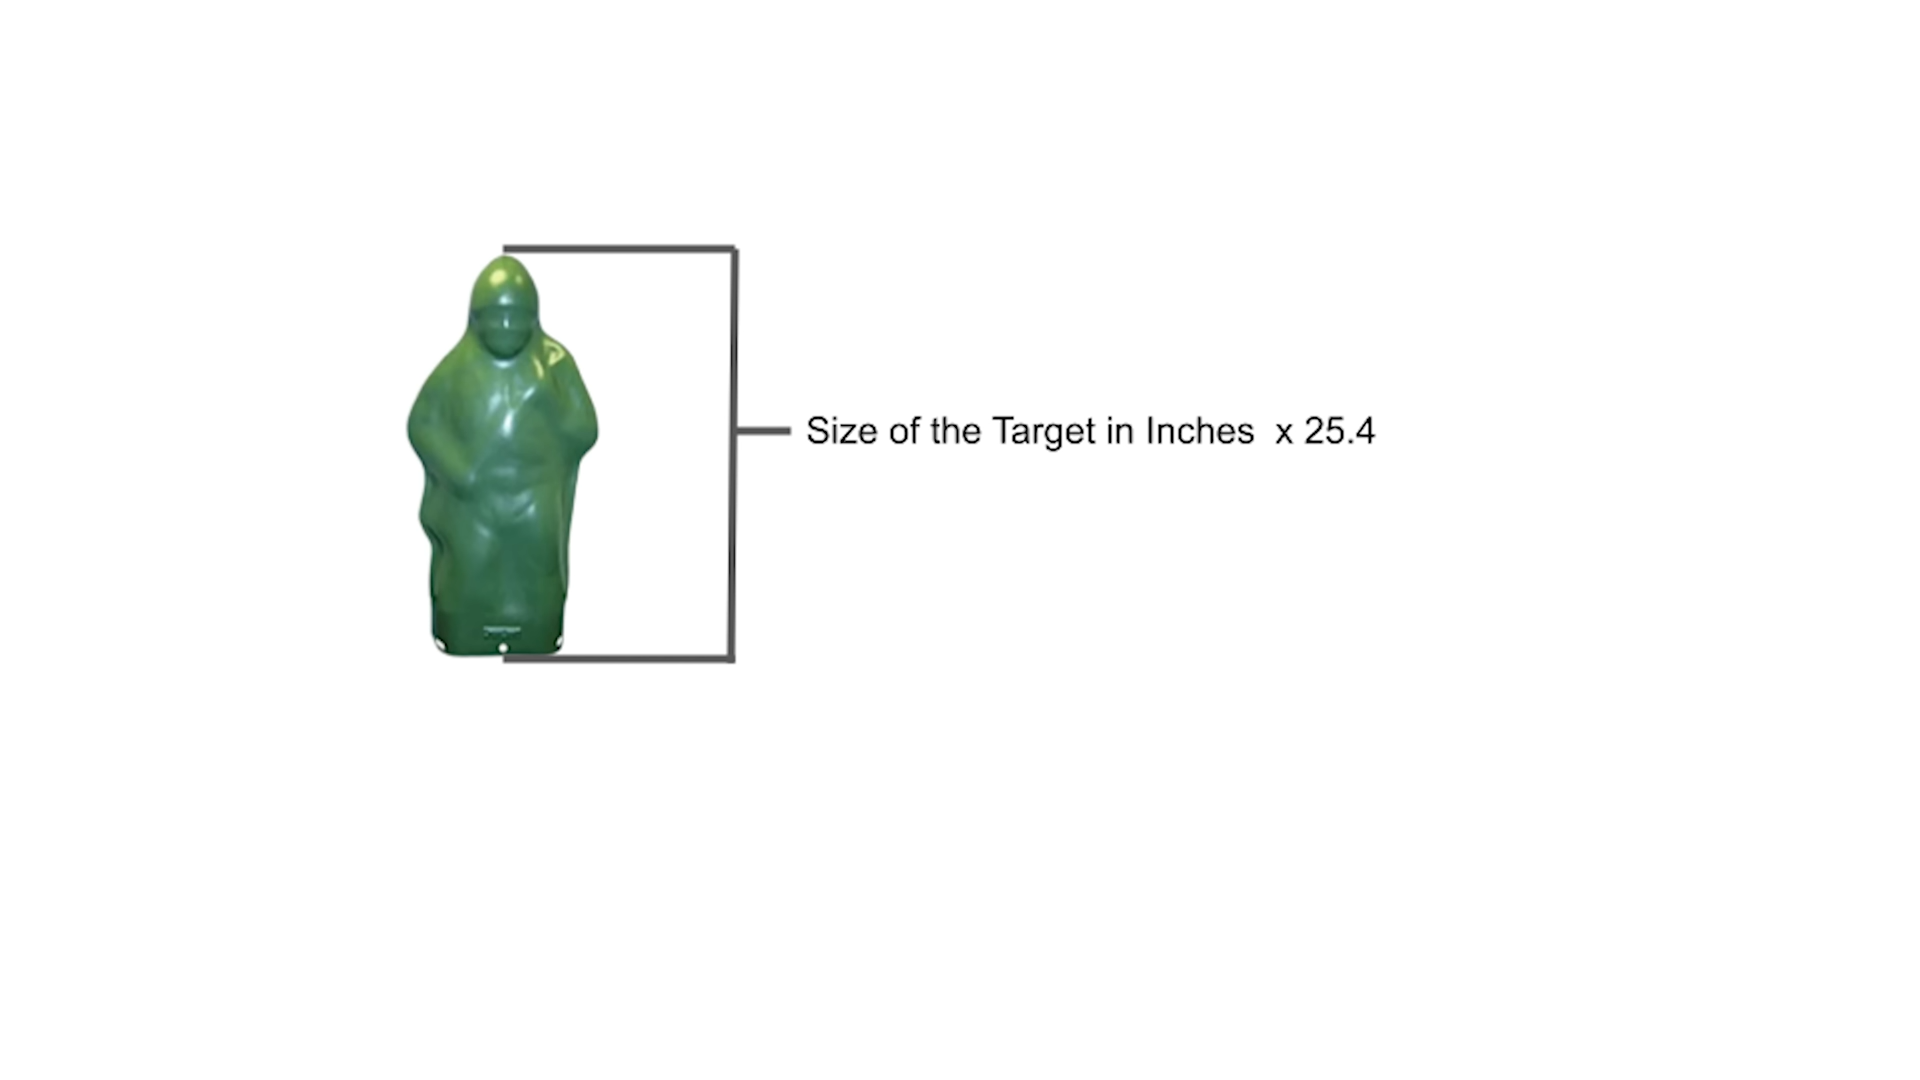 Size of the Target in Inches  x 25.4